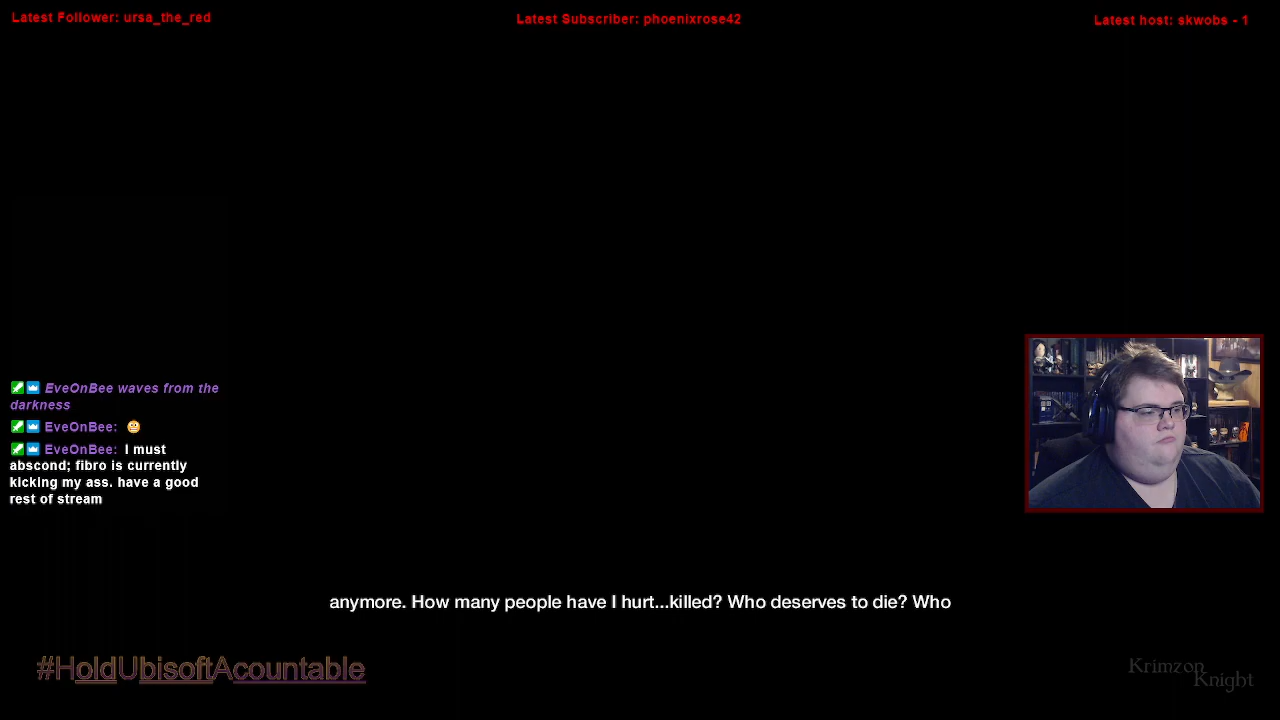 Latest Follower: ursa_the_red
Latest Subscriber: phoenixrose42
Latest host: skwobs - 1
EveOnBee waves from the
darkness
EveOnBee:
EveOnBee: I must
abscond; fibro is currently
kicking my ass. have a good
rest of stream
anymore. How many people have I hurt...killed? Who deserves to die? Who
#HoldUbisoftAcountable
Krimzon
Knight